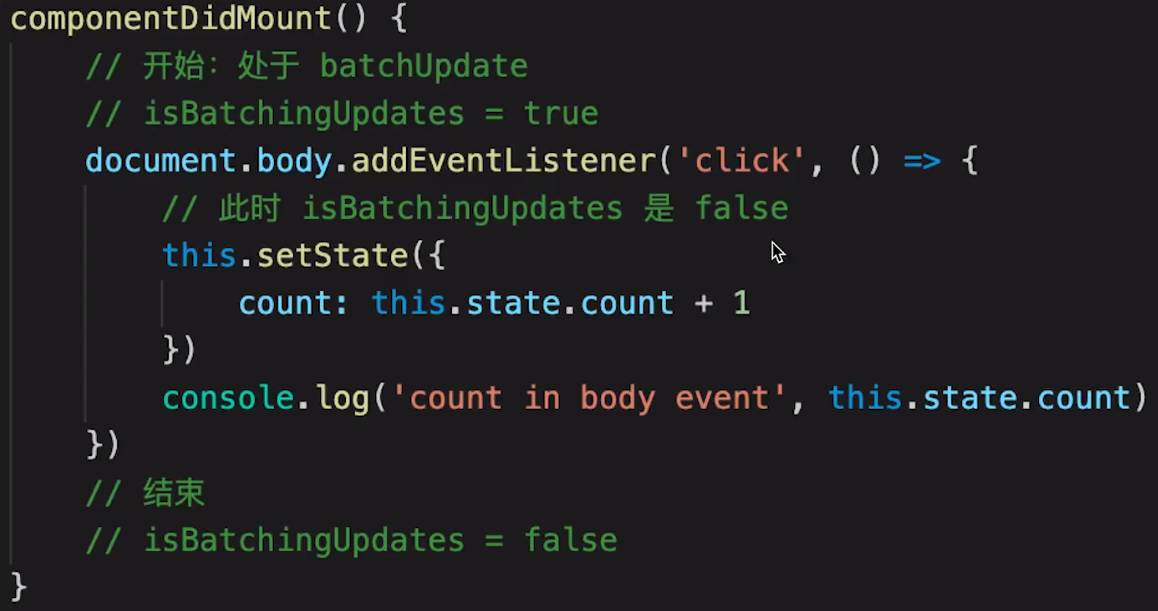 componentDidMount() {
// 开始：处于 batchUpdate
// isBatchingUpdates = true
document.body.addEventListener('click', () => {
// 此时 isBatchingUpdates 是 false
this.setState({
count: this.state.count + 1
})
console.log('count in body event', this.state.count)
})
// 结束
// isBatchingUpdates = false
}